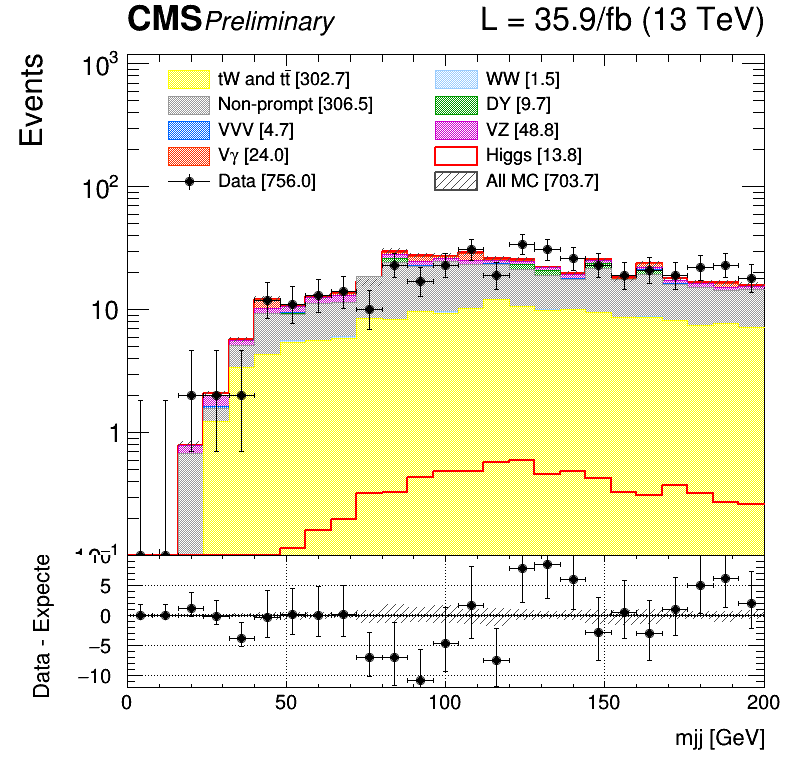 CMS Preliminary L = 35.9/fb (13 TeV)
Events
10³
10²
10
1
tW and tt̄ [302.7] WW [1.5]
Non-prompt [306.5] DY [9.7]
VVV [4.7] VZ [48.8]
Vγ [24.0] Higgs [13.8]
Data [756.0] All MC [703.7]
Data - Expecte
5
0
−5
−10
0 50 100 150 200
mjj [GeV]